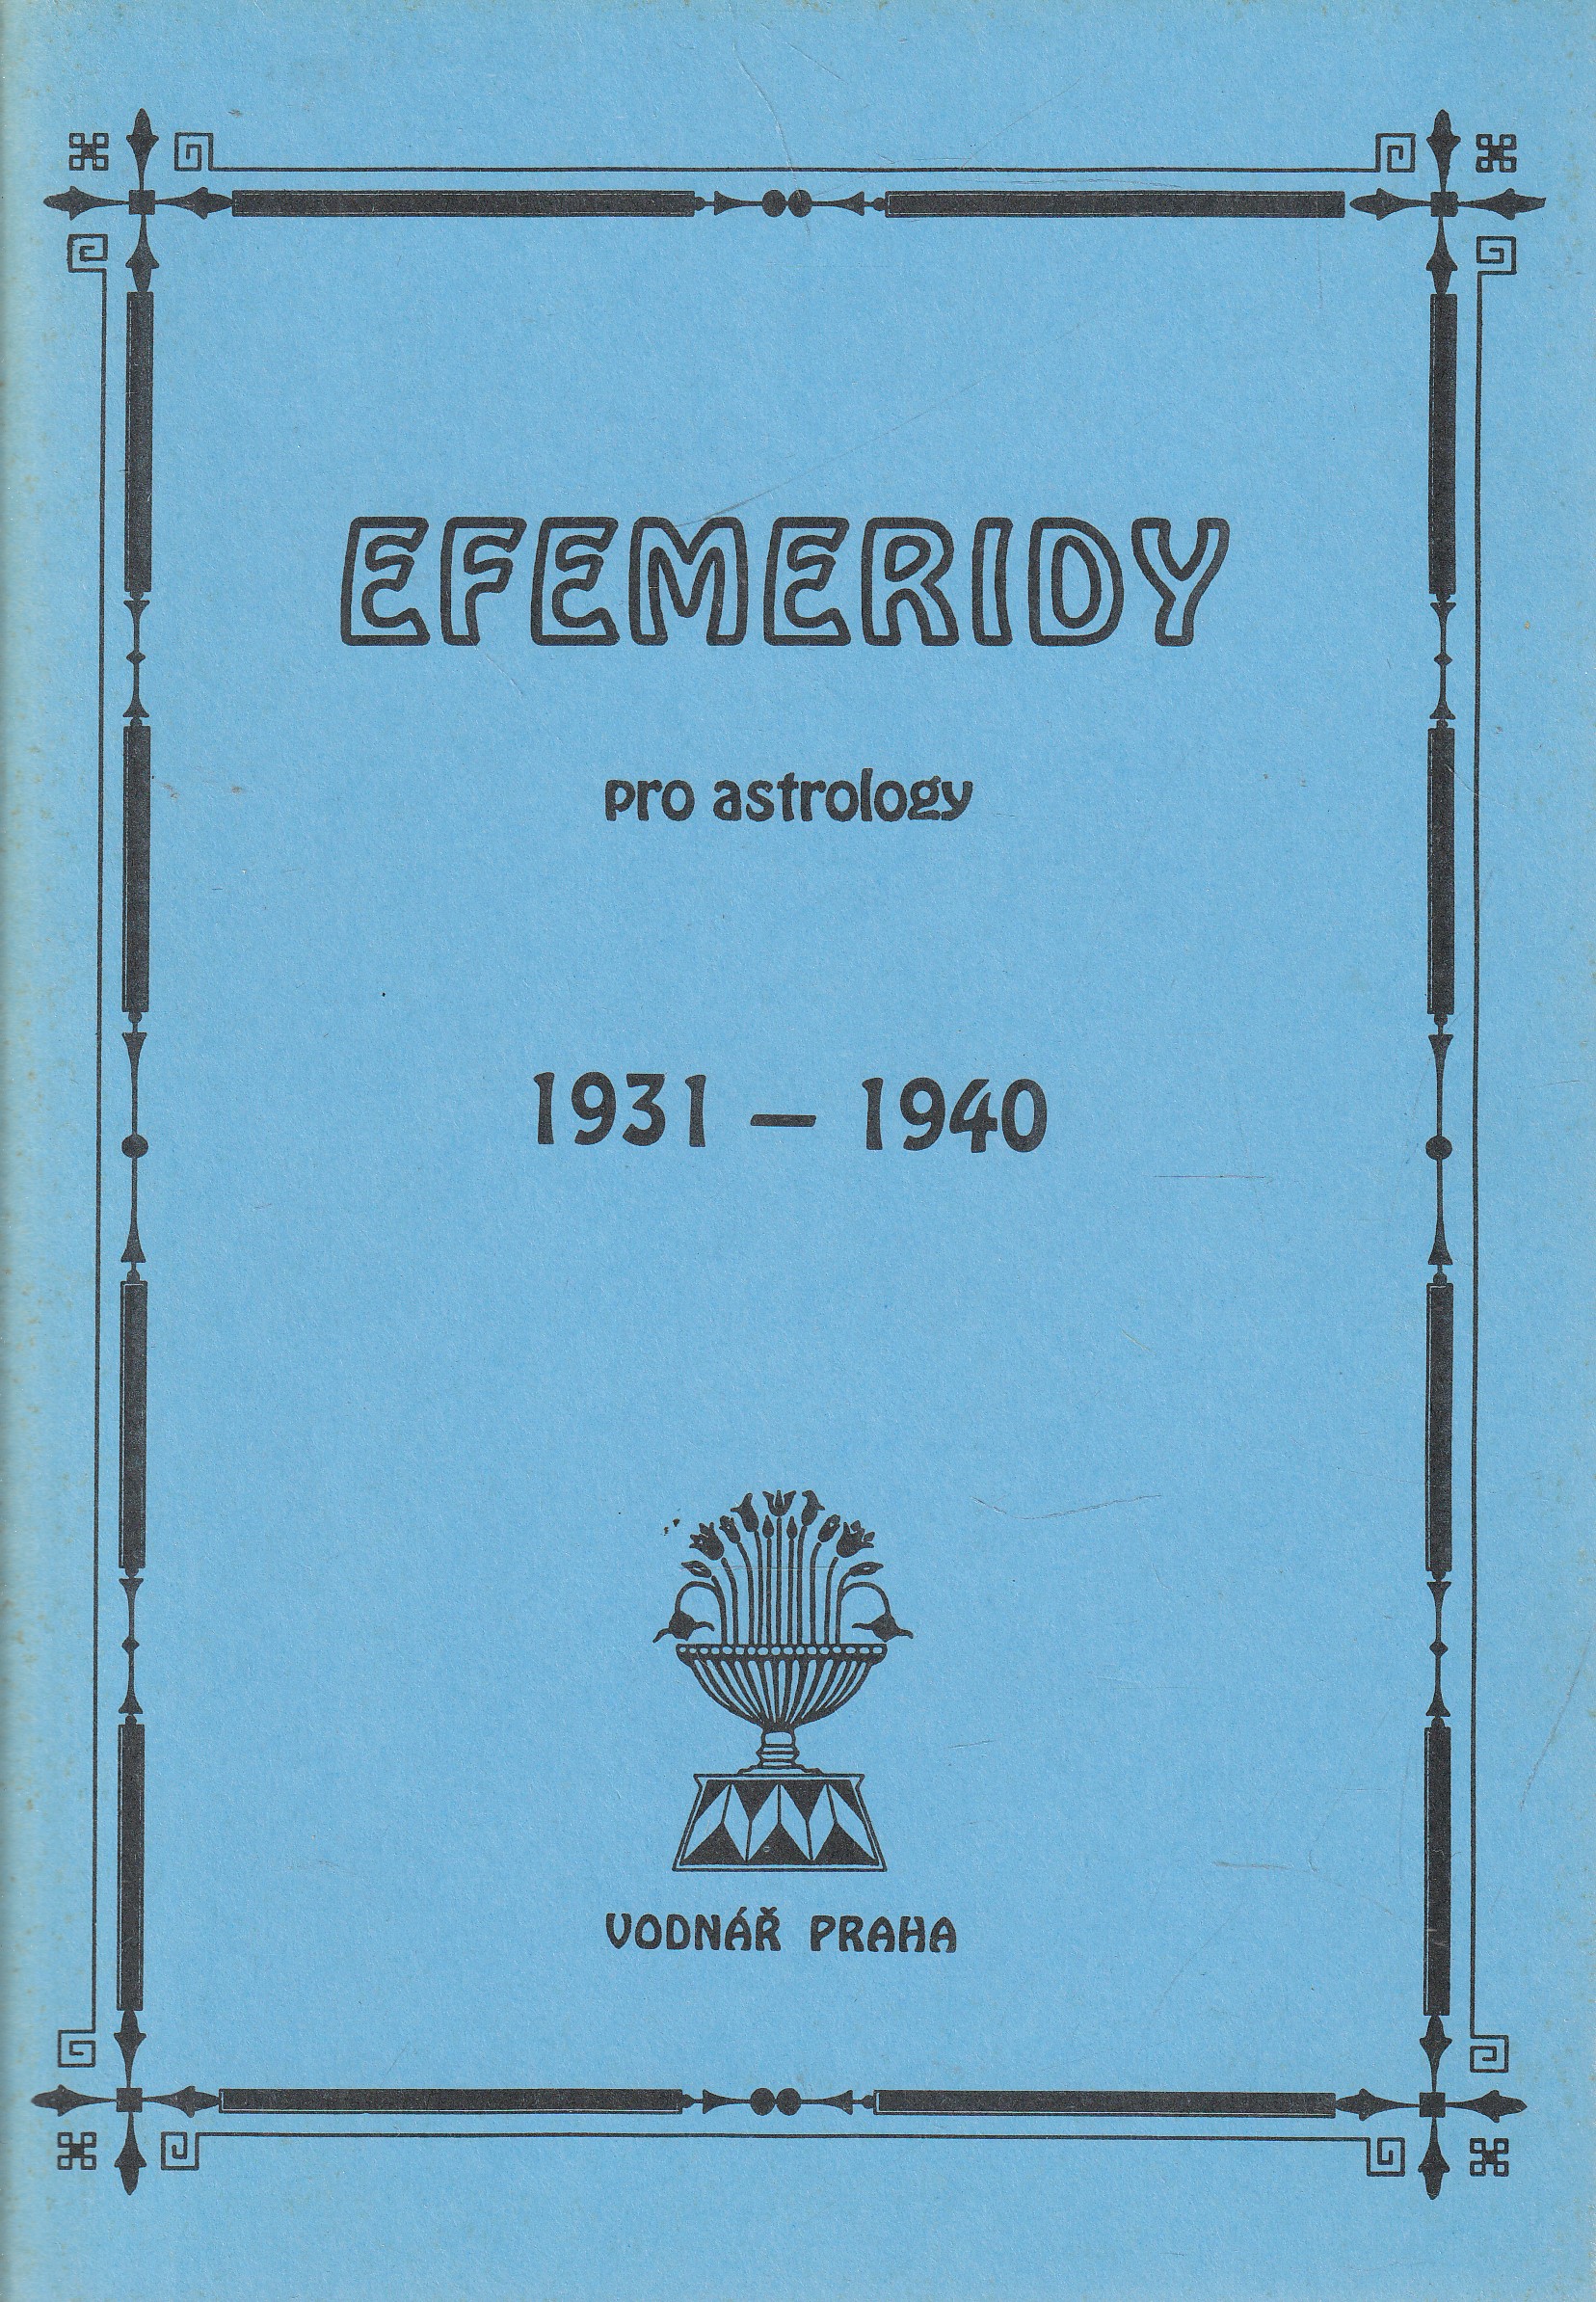 EFEMERIDY
pro astrology
1931 – 1940
VODNÁŘ PRAHA